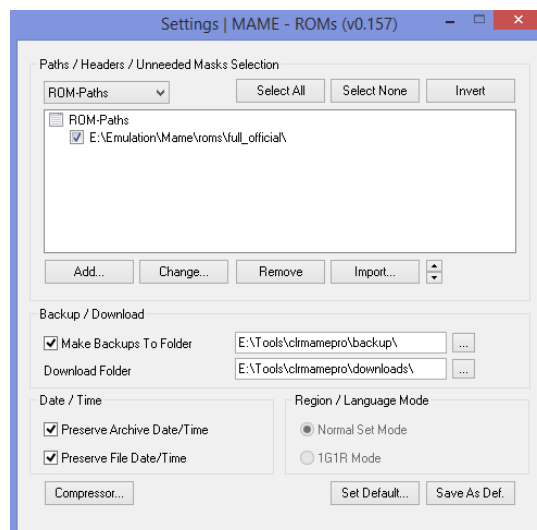 Settings | MAME - ROMs (v0.157)
Paths / Headers / Unneeded Masks Selection
ROM-Paths Select All Select None Invert
ROM-Paths
E:\Emulation\Mame\roms\full_official\
Add... Change... Remove Import...
Backup / Download
Make Backups To Folder E:\Tools\clrmamepro\backup\ ...
Download Folder E:\Tools\clrmamepro\downloads\ ...
Date / Time Region / Language Mode
Preserve Archive Date/Time Normal Set Mode
Preserve File Date/Time 1G1R Mode
Compressor... Set Default... Save As Def.